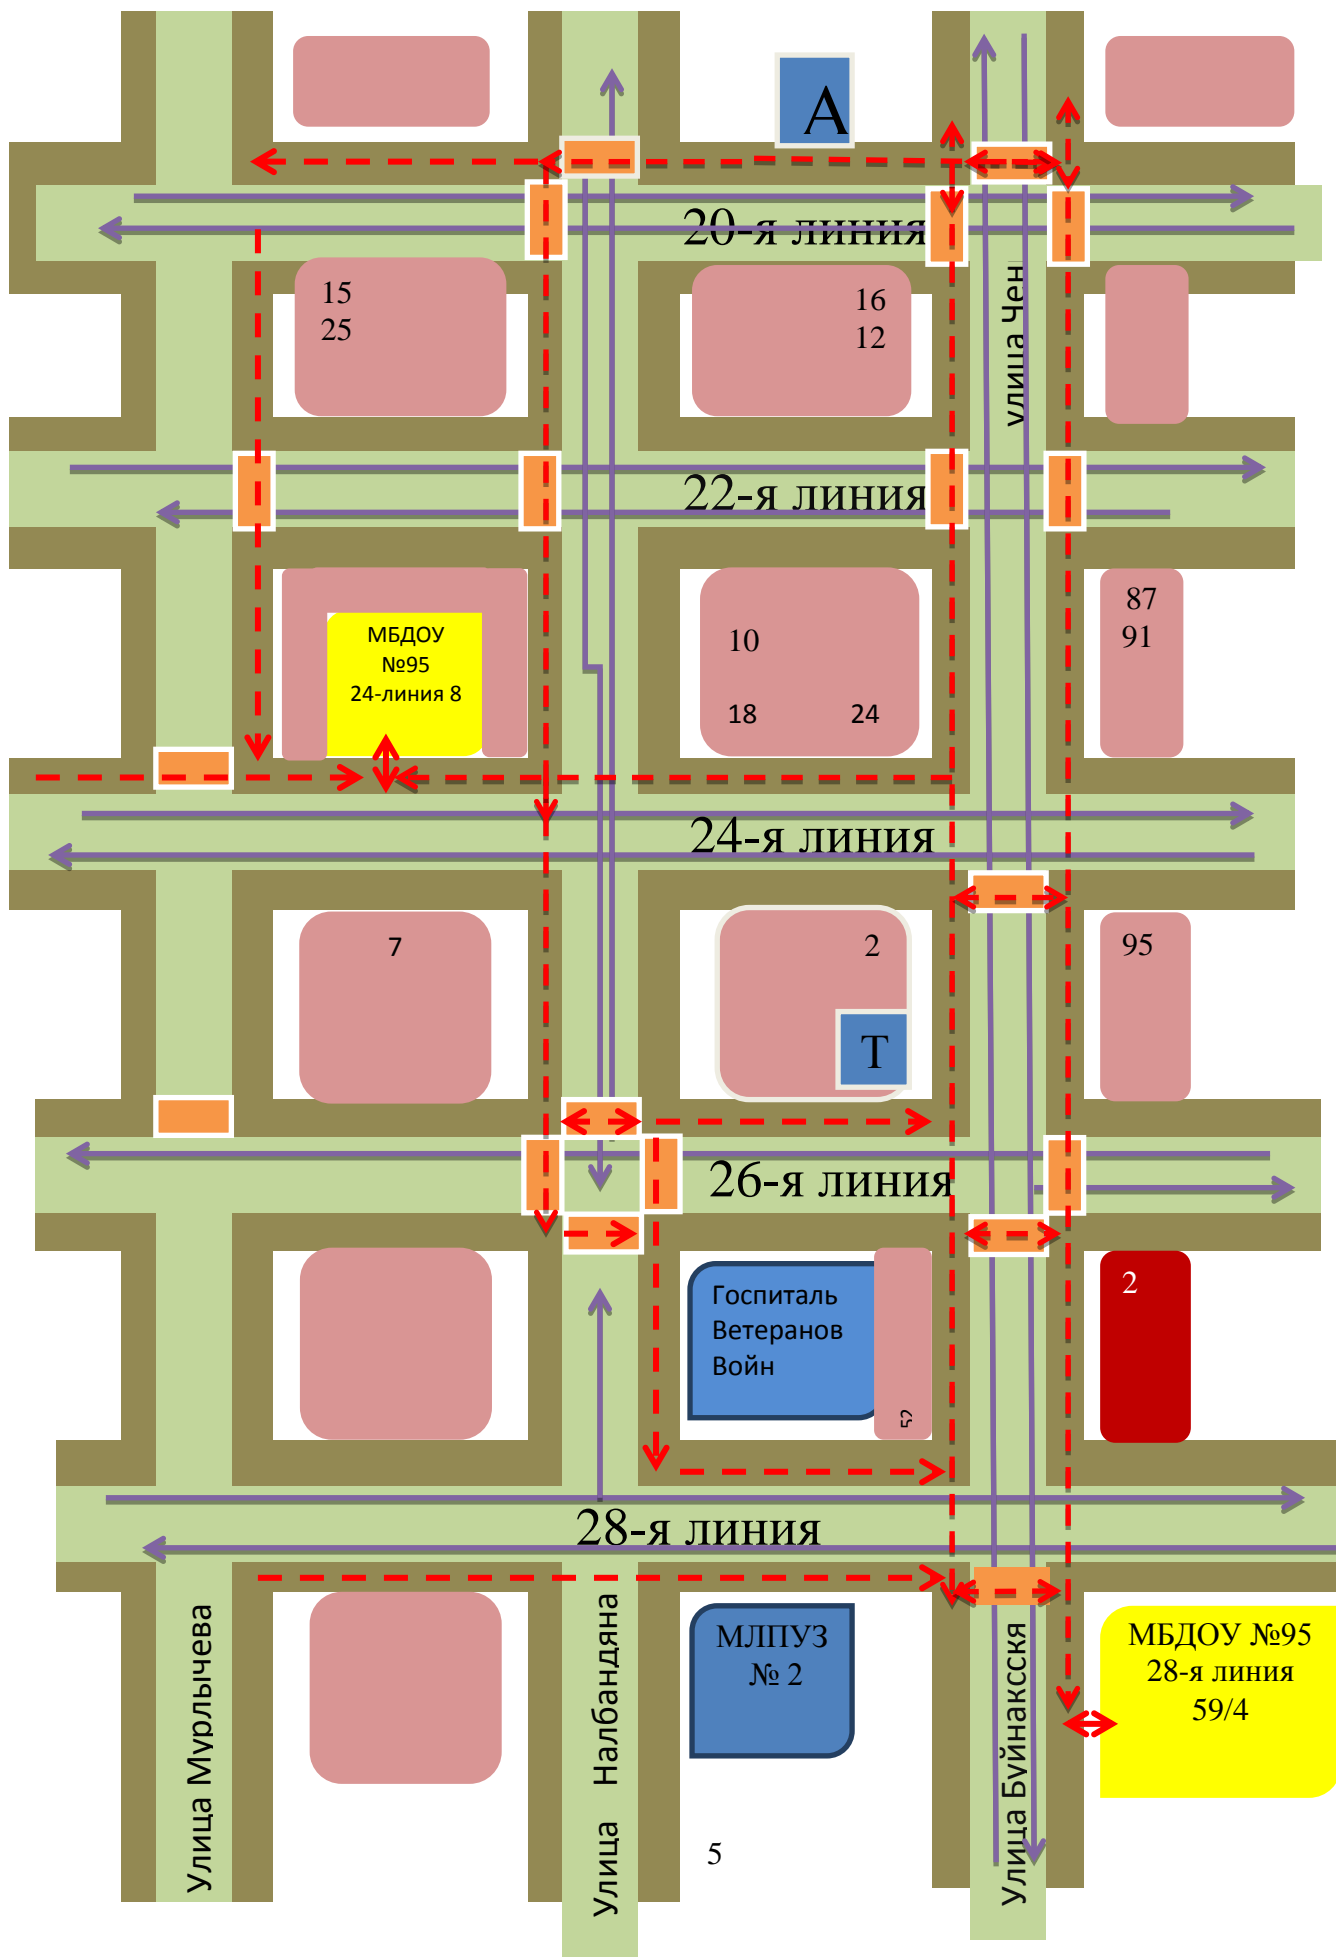 А
20-я линия
15
25
16
12
улица Чен
22-я линия
МБДОУ
№95
24-линия 8
10
18 24
87
91
24-я линия
7
2
Т
95
26-я линия
Госпиталь
Ветеранов
Войн
52
2
28-я линия
Улица Мурлычева
Улица Налбандяна
МЛПУЗ
№ 2
Улица Буйнаксскя
МБДОУ №95
28-я линия
59/4
5